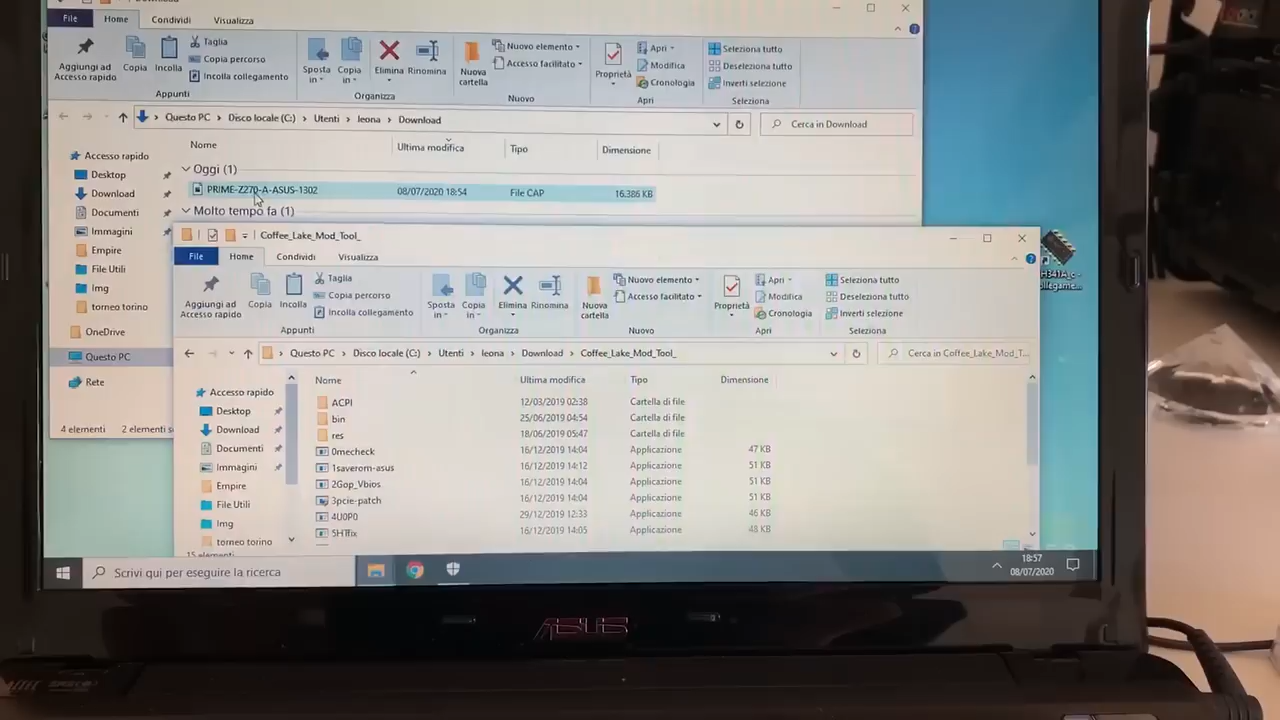 File Home Condividi Visualizza
Aggiungi ad Accesso rapido
Copia
Incolla
Taglia
Copia percorso
Incolla collegamento
Appunti
Sposta in
Copia in
Elimina
Rinomina
Organizza
Nuova cartella
Nuovo elemento
Accesso facilitato
Nuovo
Proprietà
Apri
Modifica
Cronologia
Apri
Seleziona tutto
Deseleziona tutto
Inverti selezione
Seleziona
Questo PC > Disco locale (C:) > Utenti > leona > Download
Cerca in Download
Nome Ultima modifica Tipo Dimensione
Oggi (1)
PRIME-Z270-A-ASUS-1302 08/07/2020 18:54 File CAP 16.386 KB
Molto tempo fa (1)
Accesso rapido
Desktop
Download
Documenti
Immagini
Empire
File Utili
Img
torneo torino
OneDrive
Questo PC
Rete
4 elementi 2 elementi
Coffee_Lake_Mod_Tool_
File Home Condividi Visualizza
Aggiungi ad Accesso rapido
Copia
Incolla
Taglia
Copia percorso
Incolla collegamento
Appunti
Sposta in
Copia in
Elimina
Rinomina
Organizza
Nuova cartella
Nuovo elemento
Accesso facilitato
Nuovo
Proprietà
Apri
Modifica
Cronologia
Apri
Seleziona tutto
Deseleziona tutto
Inverti selezione
Seleziona
Questo PC > Disco locale (C:) > Utenti > leona > Download > Coffee_Lake_Mod_Tool_
Cerca in Coffee_Lake_Mod_T...
Nome Ultima modifica Tipo Dimensione
ACPI 12/03/2019 02:38 Cartella di file
bin 25/06/2019 04:54 Cartella di file
res 18/06/2019 05:47 Cartella di file
0mecheck 16/12/2019 14:04 Applicazione 47 KB
1saverom-asus 16/12/2019 14:12 Applicazione 51 KB
2Gop_Vbios 16/12/2019 14:04 Applicazione 51 KB
3pcie-patch 16/12/2019 14:04 Applicazione 51 KB
4U0P0 29/12/2019 12:33 Applicazione 46 KB
5HTfix 16/12/2019 14:05 Applicazione 48 KB
Accesso rapido
Desktop
Download
Documenti
Immagini
Empire
File Utili
Img
torneo torino
15 elementi
Scrivi qui per eseguire la ricerca
18:57
08/07/2020
ASUS